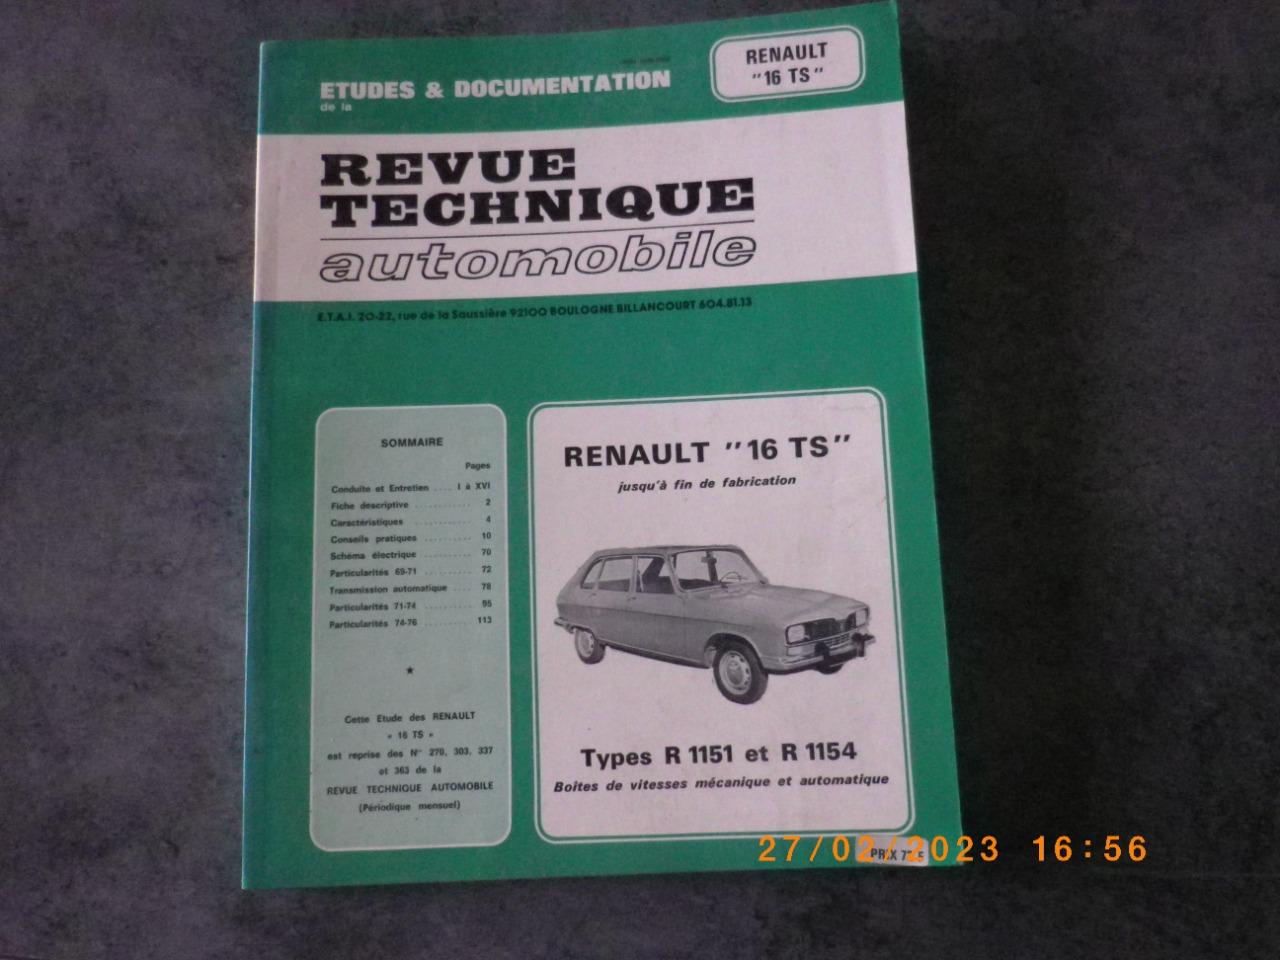 RENAULT
"16 TS"
ETUDES & DOCUMENTATION
de la
REVUE
TECHNIQUE
automobile
E.T.A.I. 20-22, rue de la Saussière 92100 BOULOGNE BILLANCOURT 604.81.13
SOMMAIRE
Pages
Conduite et Entretien .... I à XVI
Fiche descriptive ........... 2
Caractéristiques ............ 4
Conseils pratiques .......... 10
Schéma électrique .......... 70
Particularités 69-71 .......... 72
Transmission automatique .... 78
Particularités 71-74 .......... 95
Particularités 74-76 .......... 113
Cette Etude des RENAULT
« 16 TS »
est reprise des N° 270, 303, 337
et 363 de la
REVUE TECHNIQUE AUTOMOBILE
(Périodique mensuel)
RENAULT "16 TS"
jusqu'à fin de fabrication
Types R 1151 et R 1154
Boîtes de vitesses mécanique et automatique
PRIX
27/02/2023 16:56